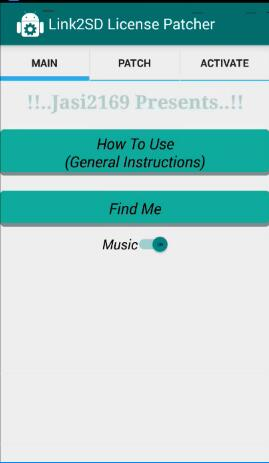 Link2SD License Patcher
MAIN PATCH ACTIVATE
!!..Jasi2169 Presents..!!
How To Use
(General Instructions)
Find Me
Music